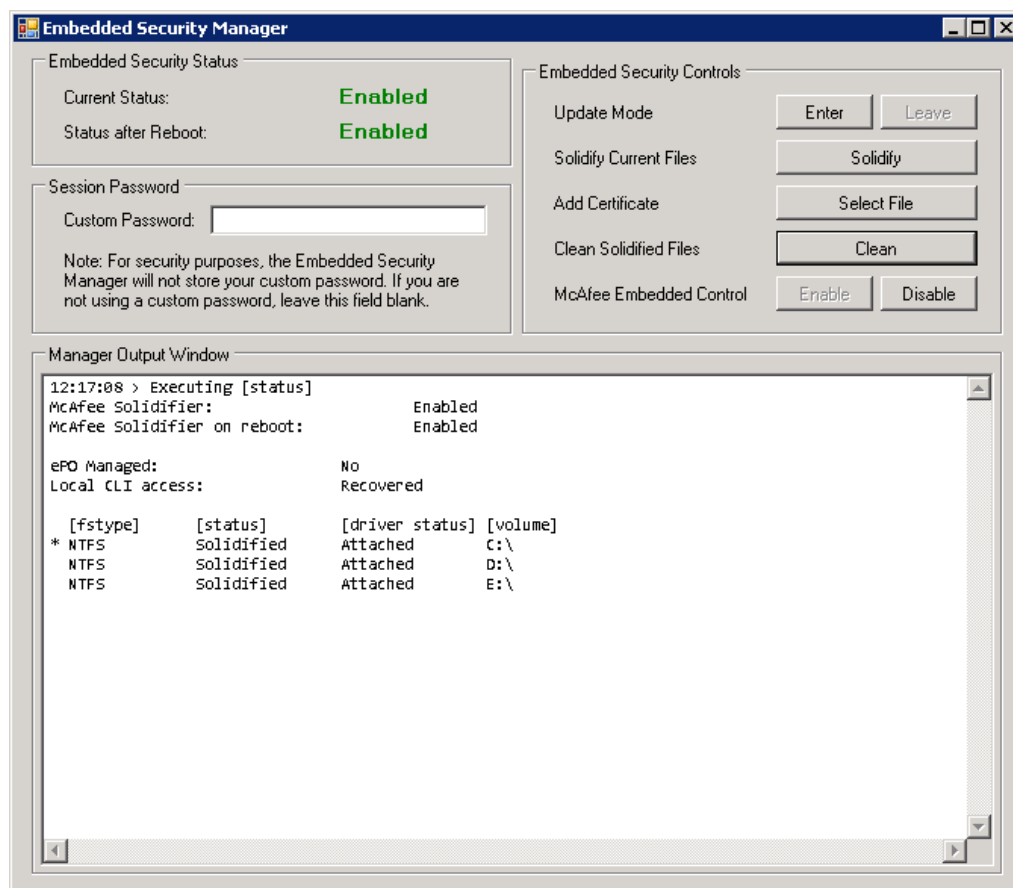 Embedded Security Manager
Embedded Security Status
Current Status: Enabled
Status after Reboot: Enabled
Session Password
Custom Password:
Note: For security purposes, the Embedded Security
Manager will not store your custom password. If you are
not using a custom password, leave this field blank.
Embedded Security Controls
Update Mode Enter Leave
Solidify Current Files Solidify
Add Certificate Select File
Clean Solidified Files Clean
McAfee Embedded Control Enable Disable
Manager Output Window
12:17:08 > Executing [status]
McAfee Solidifier: Enabled
McAfee Solidifier on reboot: Enabled
ePO Managed: No
Local CLI access: Recovered
[fstype] [status] [driver status] [volume]
* NTFS Solidified Attached C:\
NTFS Solidified Attached D:\
NTFS Solidified Attached E:\